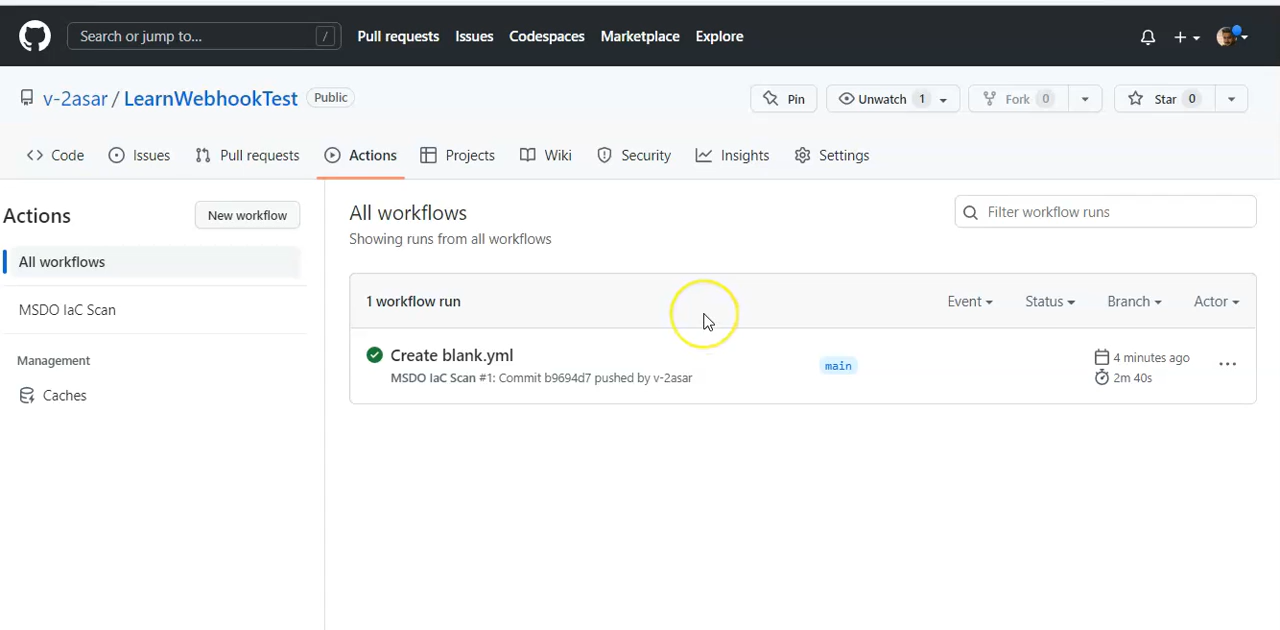 Search or jump to... /
Pull requests Issues Codespaces Marketplace Explore
v-2asar / LearnWebhookTest Public
Pin Unwatch 1 Fork 0 Star 0
Code Issues Pull requests Actions Projects Wiki Security Insights Settings
Actions New workflow
All workflows
MSDO IaC Scan
Management
Caches
All workflows
Showing runs from all workflows
Filter workflow runs
1 workflow run Event Status Branch Actor
Create blank.yml
MSDO IaC Scan #1: Commit b9694d7 pushed by v-2asar
main
4 minutes ago
2m 40s